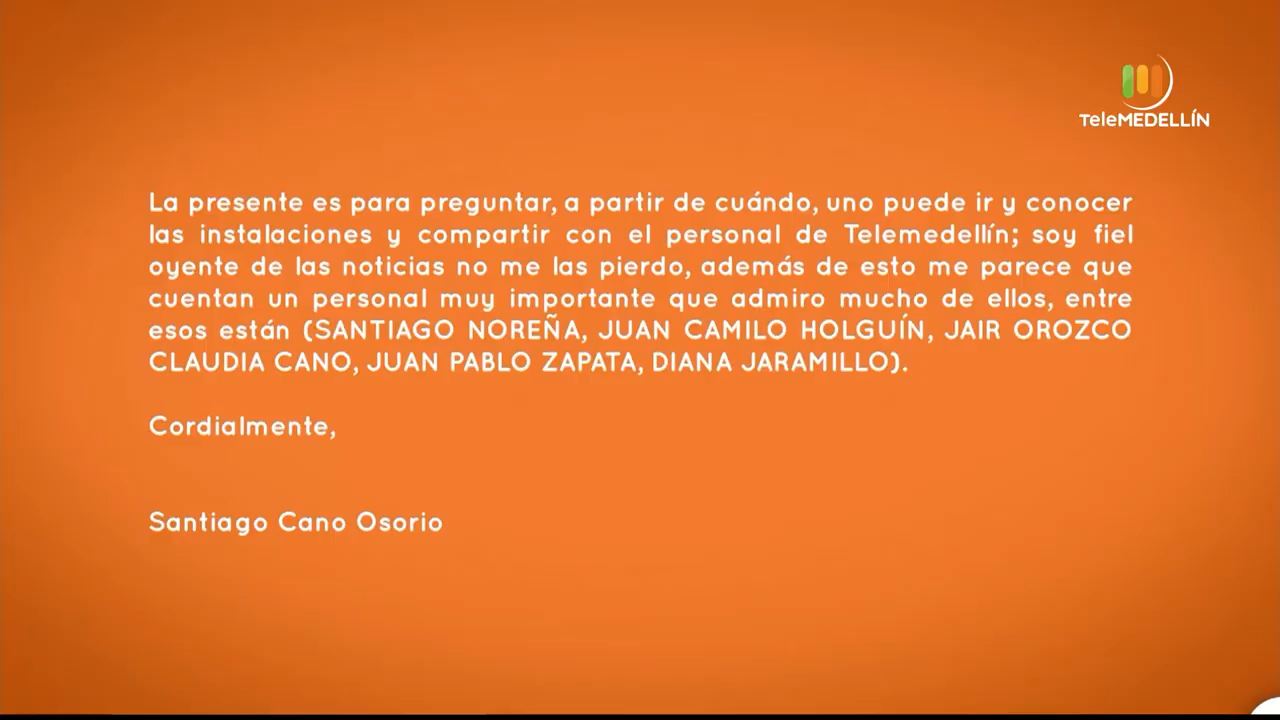 TeleMEDELLÍN
La presente es para preguntar, a partir de cuándo, uno puede ir y conocer
las instalaciones y compartir con el personal de Telemedellín; soy fiel
oyente de las noticias no me las pierdo, además de esto me parece que
cuentan un personal muy importante que admiro mucho de ellos, entre
esos están (SANTIAGO NOREÑA, JUAN CAMILO HOLGUÍN, JAIR OROZCO
CLAUDIA CANO, JUAN PABLO ZAPATA, DIANA JARAMILLO).
Cordialmente,
Santiago Cano Osorio